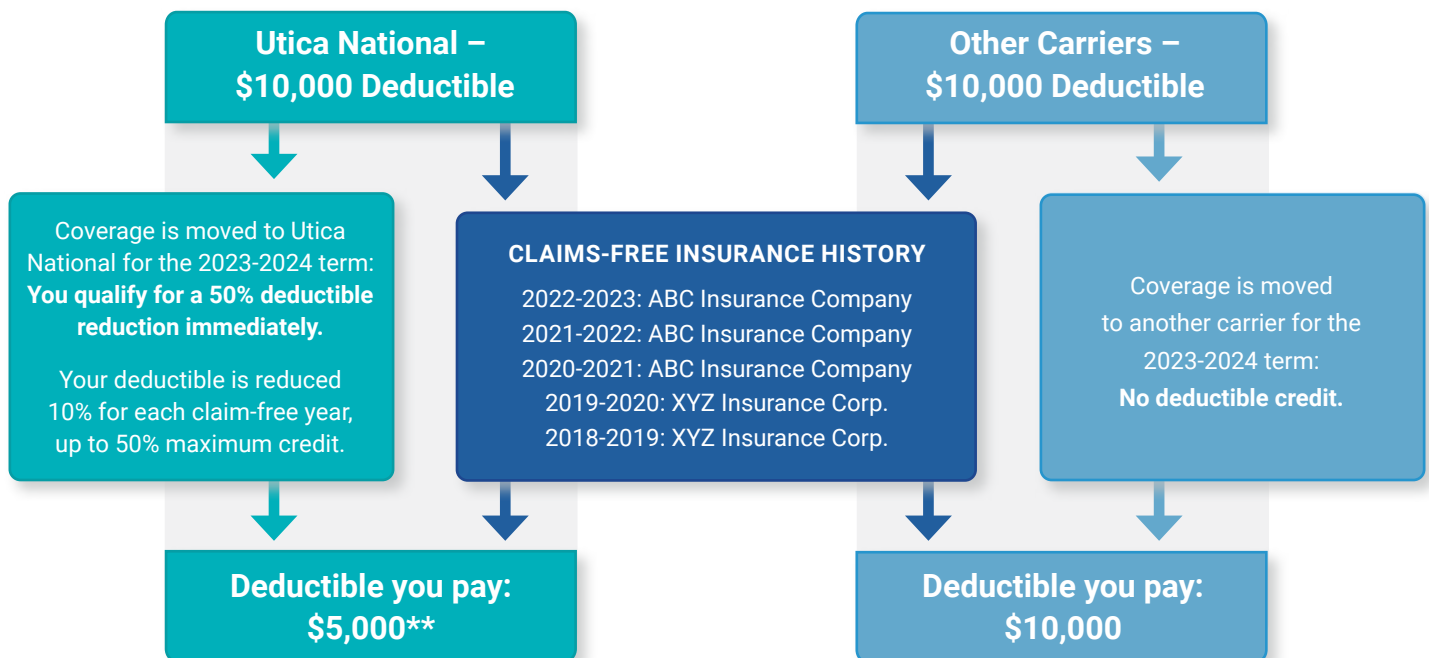 Utica National –
$10,000 Deductible
Other Carriers –
$10,000 Deductible
Coverage is moved to Utica
National for the 2023-2024 term:
You qualify for a 50% deductible
reduction immediately.
Your deductible is reduced
10% for each claim-free year,
up to 50% maximum credit.
CLAIMS-FREE INSURANCE HISTORY
2022-2023: ABC Insurance Company
2021-2022: ABC Insurance Company
2020-2021: ABC Insurance Company
2019-2020: XYZ Insurance Corp.
2018-2019: XYZ Insurance Corp.
Coverage is moved
to another carrier for the
2023-2024 term:
No deductible credit.
Deductible you pay:
$5,000**
Deductible you pay:
$10,000